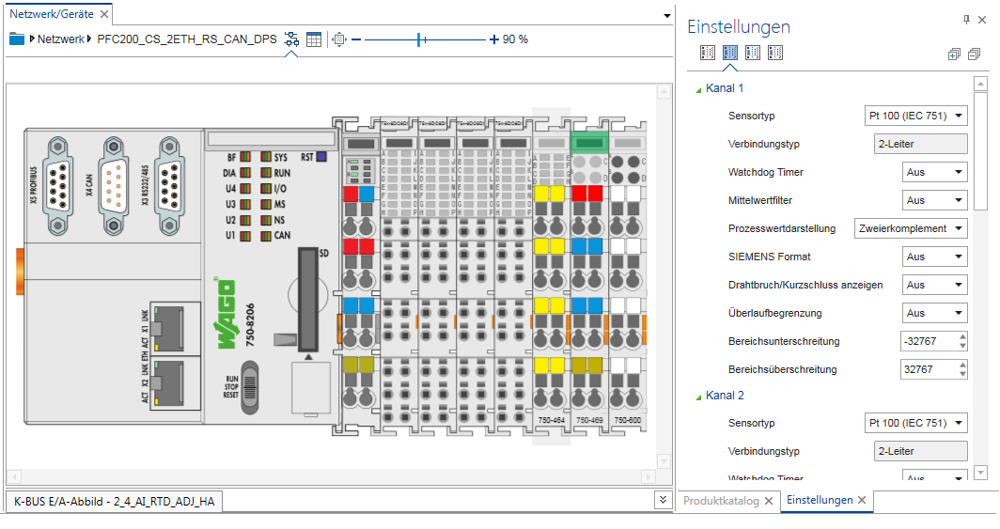 Netzwerk/Geräte
Netzwerk PFC200_CS_2ETH_RS_CAN_DPS 90 %
X5 PROFIBUS
X4 CAN
X3 RS232/485
BF SYS RST
DIA RUN
U4 I/O
U3 MS
U2 NS
U1 CAN
SD
WAGO
750-8206
X2 LNK ETH ACT X1 LNK
ACT
RUN
STOP
RESET
750-464 750-469 750-600
K-BUS E/A-Abbild - 2_4_AI_RTD_ADJ_HA
Einstellungen
Kanal 1
Sensortyp Pt 100 (IEC 751)
Verbindungstyp 2-Leiter
Watchdog Timer Aus
Mittelwertfilter Aus
Prozesswertdarstellung Zweierkomplement
SIEMENS Format Aus
Drahtbruch/Kurzschluss anzeigen Aus
Überlaufbegrenzung Aus
Bereichsunterschreitung -32767
Bereichsüberschreitung 32767
Kanal 2
Sensortyp Pt 100 (IEC 751)
Verbindungstyp 2-Leiter
Watchdog Timer Aus
Produktkatalog Einstellungen